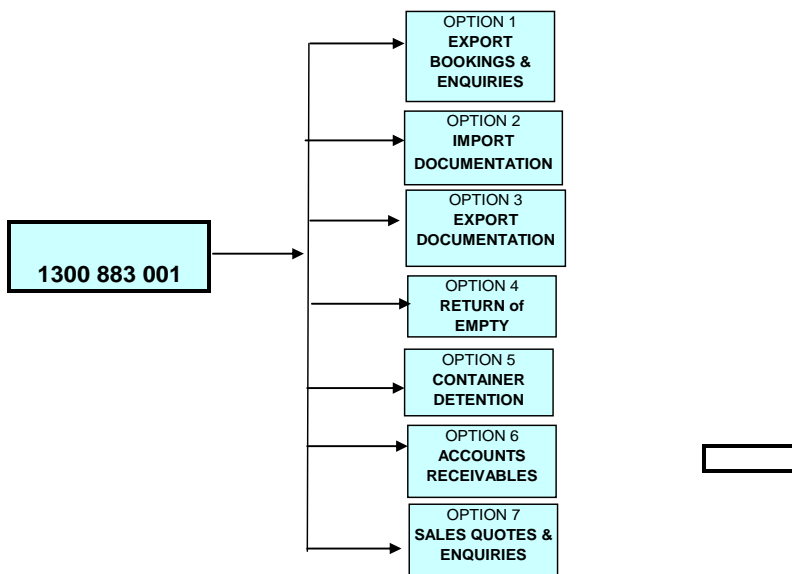 OPTION 1
EXPORT
BOOKINGS &
ENQUIRIES
OPTION 2
IMPORT
DOCUMENTATION
OPTION 3
EXPORT
DOCUMENTATION
1300 883 001
OPTION 4
RETURN of
EMPTY
OPTION 5
CONTAINER
DETENTION
OPTION 6
ACCOUNTS
RECEIVABLES
OPTION 7
SALES QUOTES &
ENQUIRIES